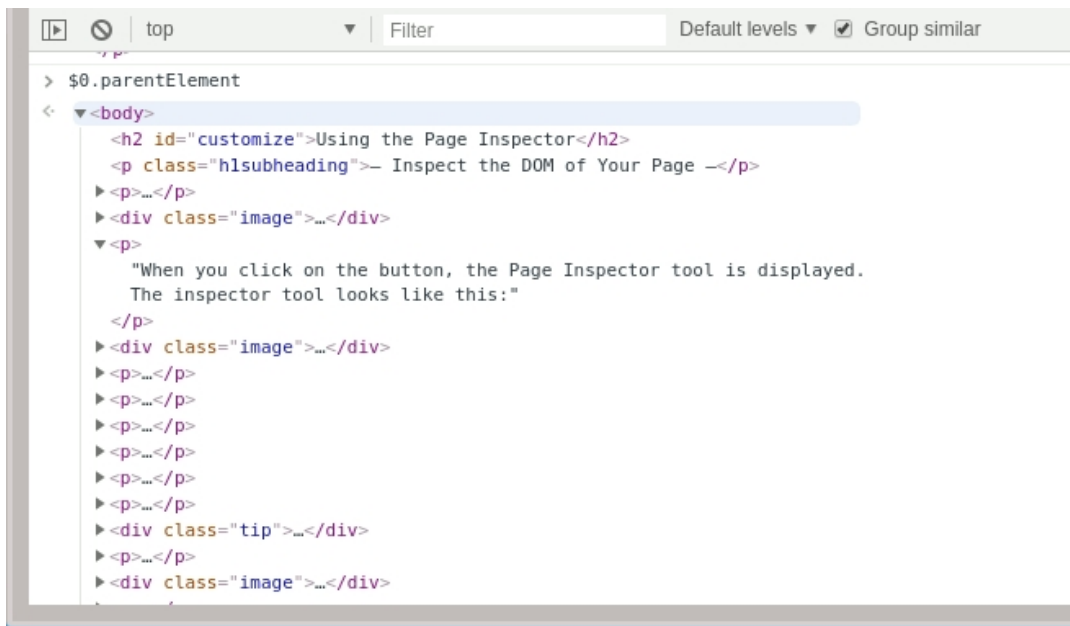 top Filter Default levels Group similar
$0.parentElement
<body>
<h2 id="customize">Using the Page Inspector</h2>
<p class="h1subheading">— Inspect the DOM of Your Page —</p>
<p>…</p>
<div class="image">…</div>
<p>
"When you click on the button, the Page Inspector tool is displayed.
The inspector tool looks like this:"
</p>
<div class="image">…</div>
<p>…</p>
<p>…</p>
<p>…</p>
<p>…</p>
<p>…</p>
<p>…</p>
<div class="tip">…</div>
<p>…</p>
<div class="image">…</div>